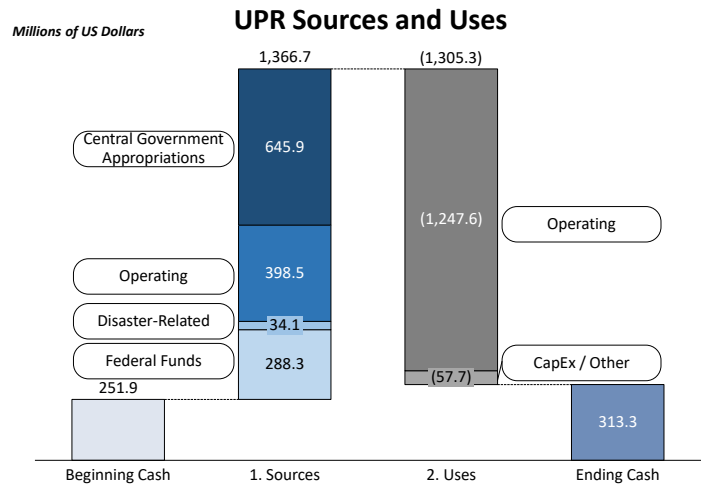 UPR Sources and Uses
Millions of US Dollars
1,366.7
(1,305.3)
Central Government
Appropriations
645.9
(1,247.6)
Operating
Operating
398.5
Disaster-Related
34.1
Federal Funds
288.3
(57.7)
CapEx / Other
251.9
313.3
Beginning Cash
1. Sources
2. Uses
Ending Cash